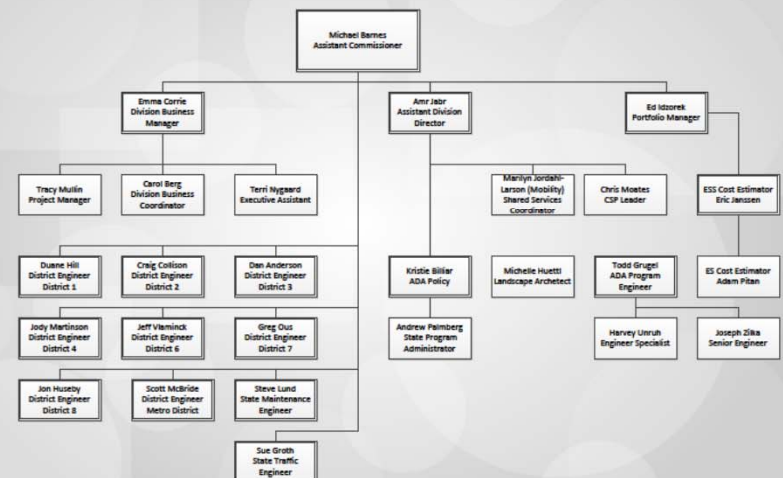 Michael Barnes
Assistant Commissioner
Emma Corrie
Division Business
Manager
Amr Jabr
Assistant Division
Director
Ed Idzorek
Portfolio Manager
Tracy Mullin
Project Manager
Carol Berg
Division Business
Coordinator
Terri Nygaard
Executive Assistant
Marilyn Jordahl-
Larson (Mobility)
Shared Services
Coordinator
Chris Moates
CSP Leader
ESS Cost Estimator
Eric Janssen
Duane Hill
District Engineer
District 1
Craig Collison
District Engineer
District 2
Dan Anderson
District Engineer
District 3
Kristie Billiar
ADA Policy
Michelle Huettl
Landscape Archetect
Todd Grugel
ADA Program
Engineer
ES Cost Estimator
Adam Pitan
Jody Martinson
District Engineer
District 4
Jeff Vlaminck
District Engineer
District 6
Greg Ous
District Engineer
District 7
Andrew Palmberg
State Program
Administrator
Harvey Unruh
Engineer Specialist
Joseph Zilka
Senior Engineer
Jon Huseby
District Engineer
District 8
Scott McBride
District Engineer
Metro District
Steve Lund
State Maintenance
Engineer
Sue Groth
State Traffic
Engineer